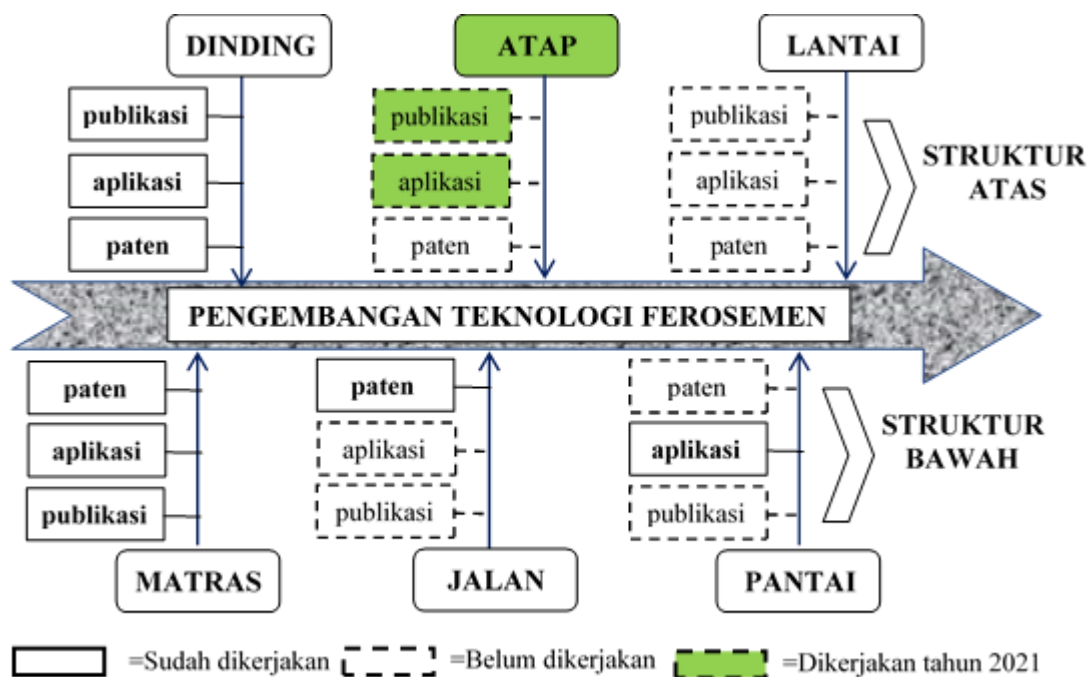 DINDING
ATAP
LANTAI
publikasi
publikasi
publikasi
aplikasi
aplikasi
aplikasi
paten
paten
paten
STRUKTUR
ATAS
PENGEMBANGAN TEKNOLOGI FEROSEMEN
paten
paten
paten
aplikasi
aplikasi
aplikasi
publikasi
publikasi
publikasi
STRUKTUR
BAWAH
MATRAS
JALAN
PANTAI
=Sudah dikerjakan
=Belum dikerjakan
=Dikerjakan tahun 2021